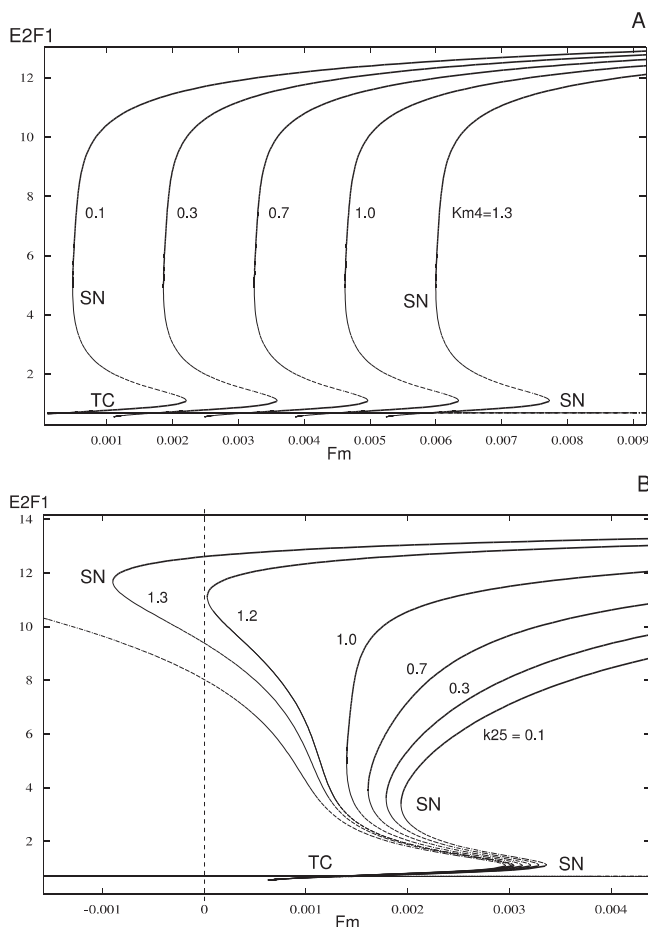 A
E2F1
12
10
8
0.1
0.3
0.7
1.0
Km4=1.3
6
SN
SN
4
2
TC
SN
0.001 0.002 0.003 0.004 0.005 0.006 0.007 0.008 0.009
Fm
B
E2F1
14
12
SN
1.3
1.2
10
1.0
0.7
8
0.3
6
k25 = 0.1
4
SN
2
TC
SN
-0.001 0 0.001 0.002 0.003 0.004
Fm